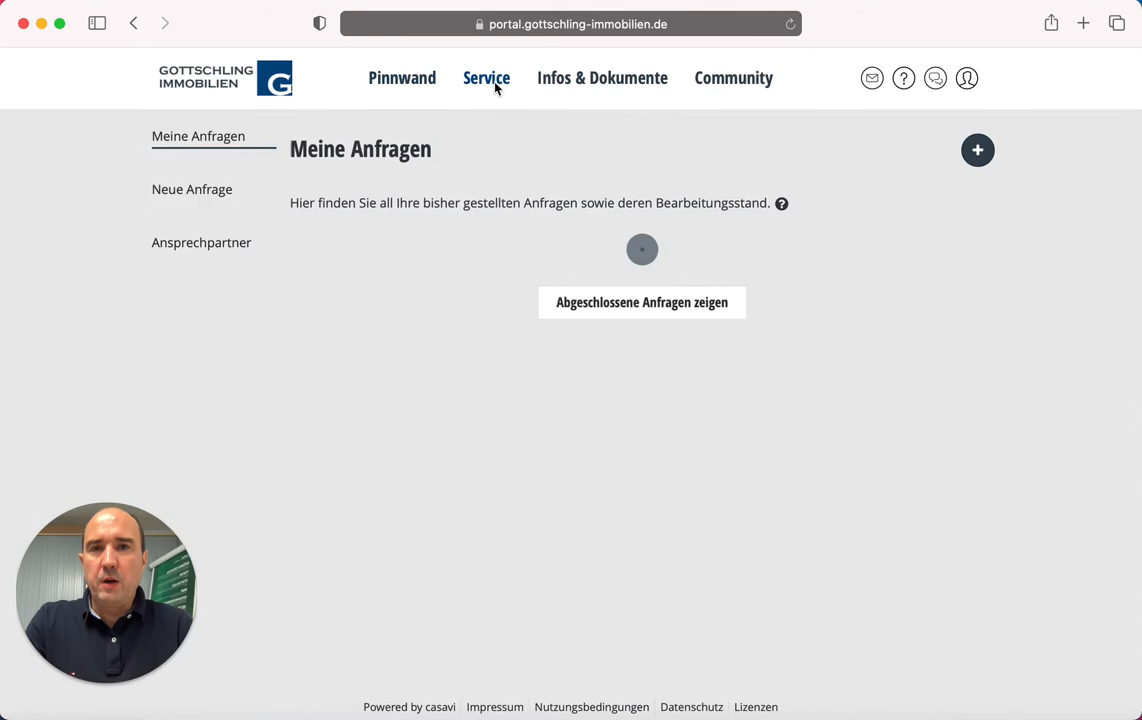 portal.gottschling-immobilien.de
GOTTSCHLING
IMMOBILIEN
G
Pinnwand
Service
Infos & Dokumente
Community
Meine Anfragen
Neue Anfrage
Ansprechpartner
Meine Anfragen
+
Hier finden Sie all Ihre bisher gestellten Anfragen sowie deren Bearbeitungsstand. ?
Abgeschlossene Anfragen zeigen
Powered by casavi
Impressum
Nutzungsbedingungen
Datenschutz
Lizenzen